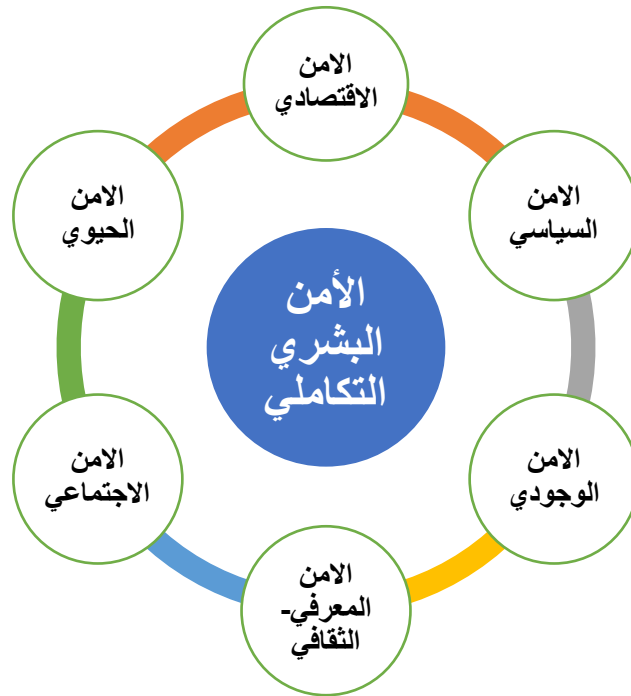 الامن
الاقتصادي
الامن
السياسي
الامن
الحيوي
الأمن
البشري
التكاملي
الامن
الوجودي
الامن
الاجتماعي
الامن
المعرفي-
الثقافي